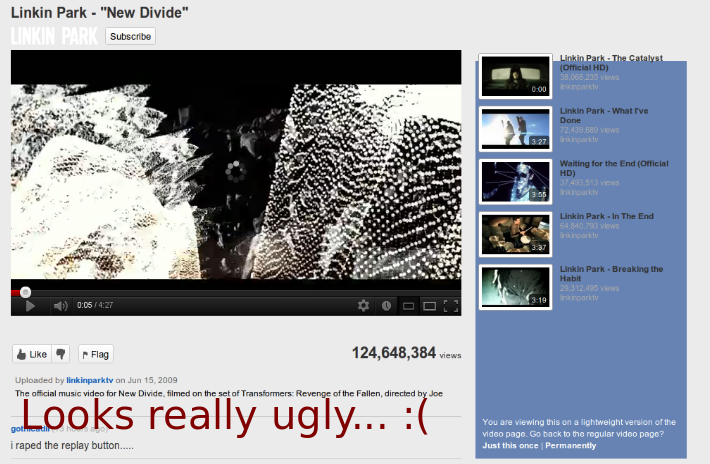 Linkin Park - "New Divide"
LINKIN PARK
Subscribe
0:05 / 4:27
Like
Flag
124,648,384 views
Uploaded by linkinparktv on Jun 15, 2009
The official music video for New Divide, filmed on the set of Transformers: Revenge of the Fallen, directed by Joe
Looks really ugly... :(
i raped the replay button.....
Linkin Park - The Catalyst
(Official HD)
38,068,235 views
linkinparktv
0:00
Linkin Park - What I've
Done
72,439,689 views
linkinparktv
3:27
Waiting for the End (Official
HD)
37,493,513 views
linkinparktv
3:55
Linkin Park - In The End
64,840,793 views
linkinparktv
3:37
Linkin Park - Breaking the
Habit
29,312,495 views
linkinparktv
3:19
You are viewing this on a lightweight version of the
video page. Go back to the regular video page?
Just this once | Permanently